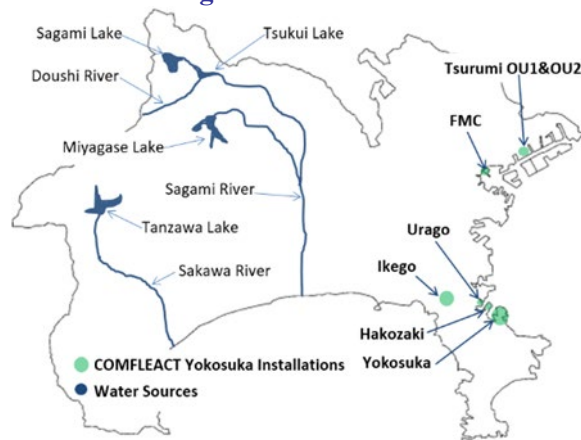 Sagami Lake
Tsukui Lake
Doushi River
Tsurumi OU1&OU2
FMC
Miyagase Lake
Sagami River
Urago
Tanzawa Lake
Ikego
Sakawa River
Hakozaki
COMFLEACT Yokosuka Installations
Yokosuka
Water Sources